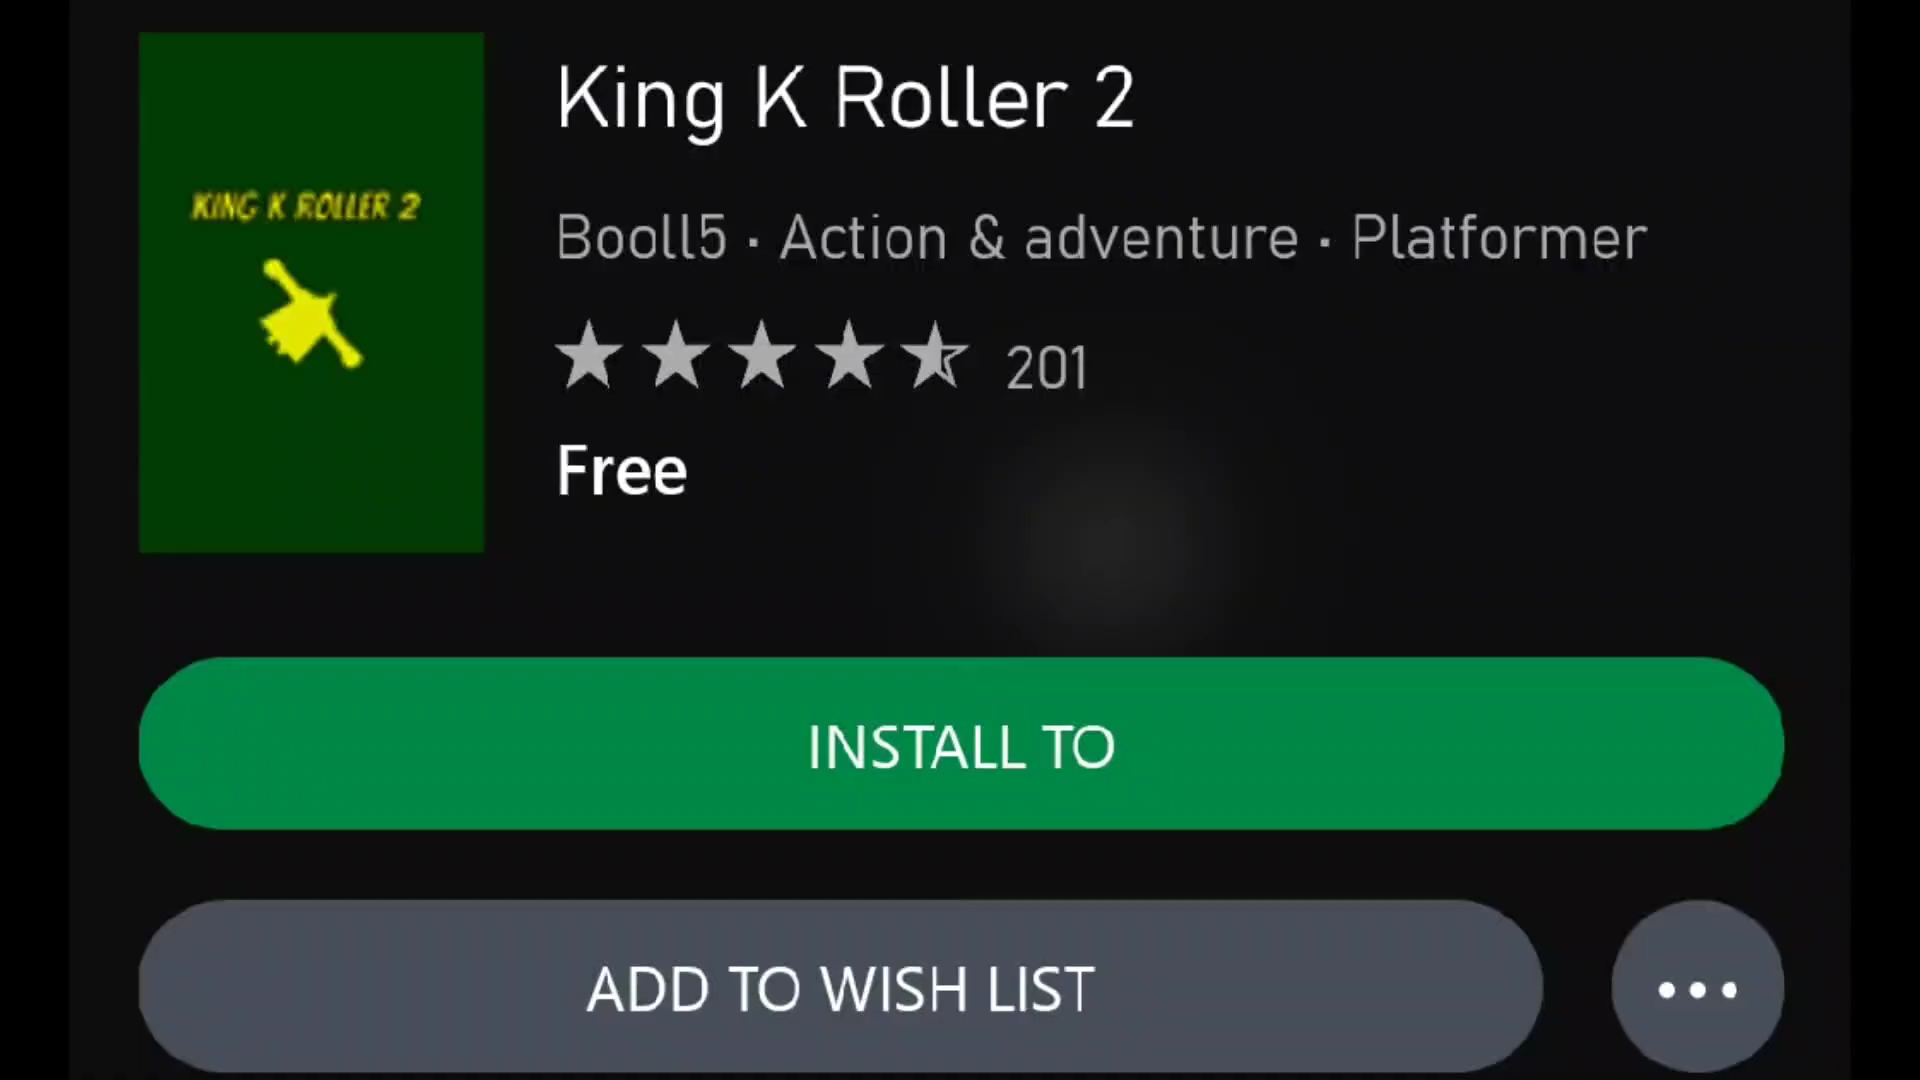 King K Roller 2
KING K ROLLER 2
Booll5 · Action & adventure · Platformer
201
Free
INSTALL TO
ADD TO WISH LIST